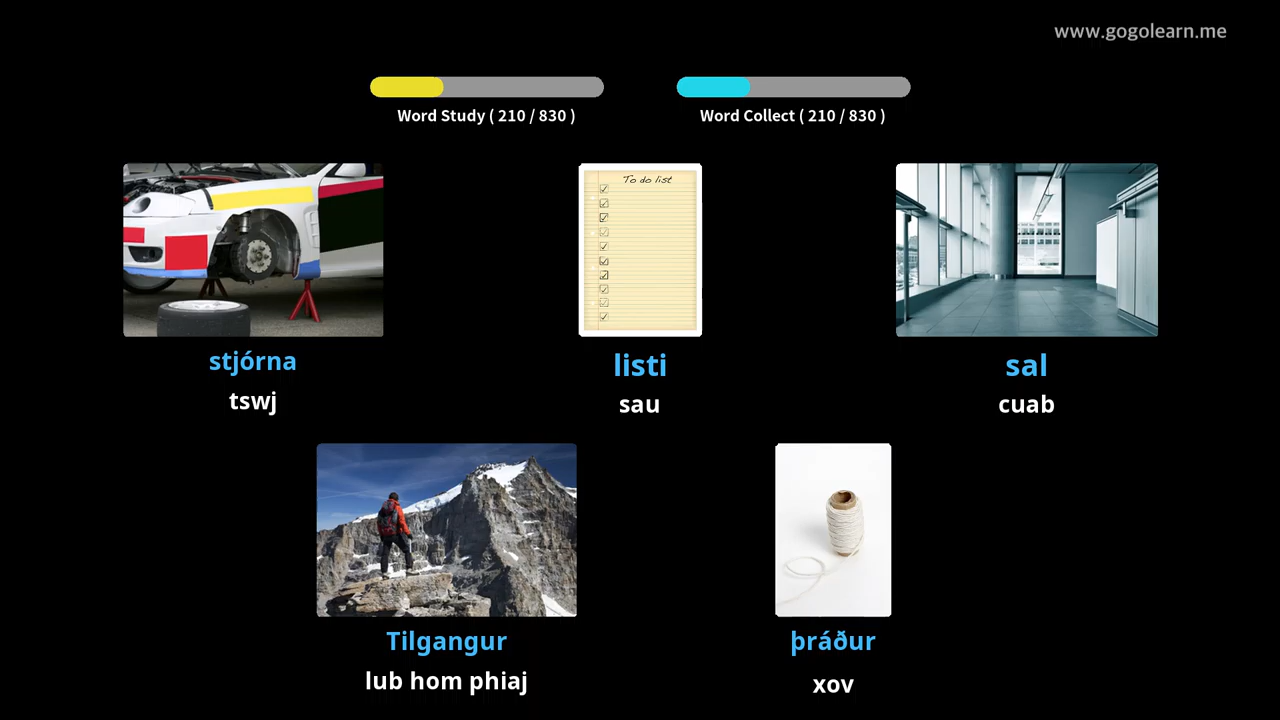 www.gogolearn.me
Word Study ( 210 / 830 )
Word Collect ( 210 / 830 )
To do list
stjórna
listi
sal
tswj
sau
cuab
Tilgangur
þráður
lub hom phiaj
xov